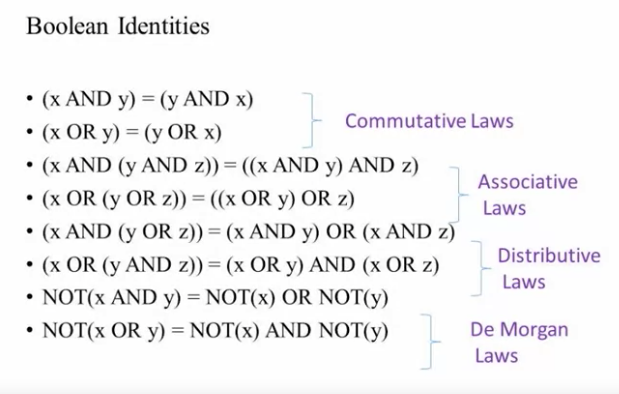 Boolean Identities
• (x AND y) = (y AND x)
• (x OR y) = (y OR x)
Commutative Laws
• (x AND (y AND z)) = ((x AND y) AND z)
• (x OR (y OR z)) = ((x OR y) OR z)
Associative
Laws
• (x AND (y OR z)) = (x AND y) OR (x AND z)
• (x OR (y AND z)) = (x OR y) AND (x OR z)
Distributive
Laws
• NOT(x AND y) = NOT(x) OR NOT(y)
• NOT(x OR y) = NOT(x) AND NOT(y)
De Morgan
Laws